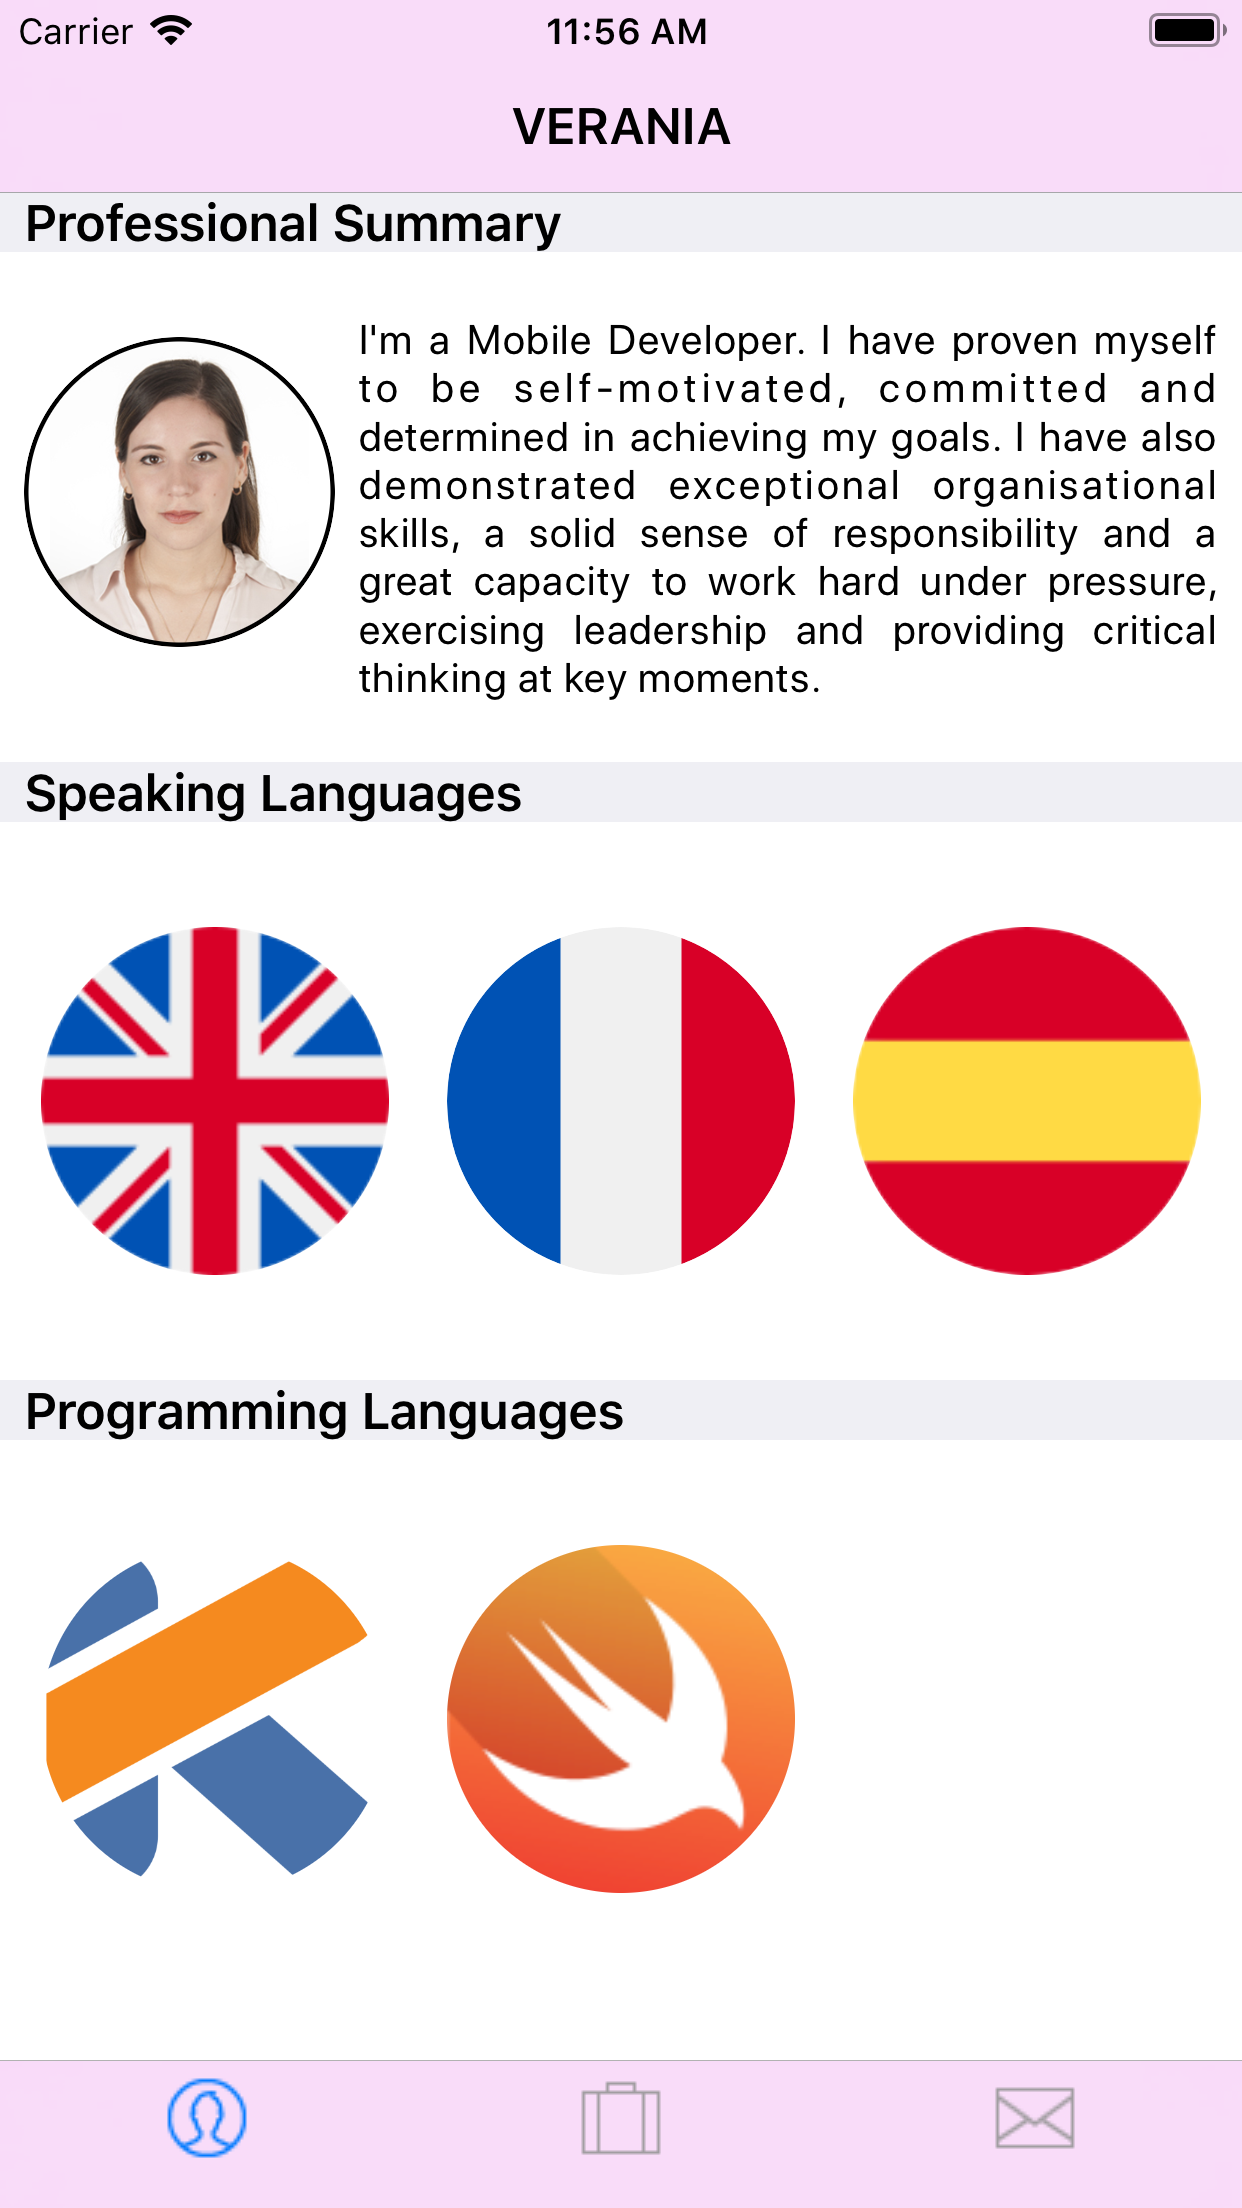 Carrier
11:56 AM
VERANIA
Professional Summary
I'm a Mobile Developer. I have proven myself
to be self-motivated, committed and
determined in achieving my goals. I have also
demonstrated exceptional organisational
skills, a solid sense of responsibility and a
great capacity to work hard under pressure,
exercising leadership and providing critical
thinking at key moments.
Speaking Languages
Programming Languages